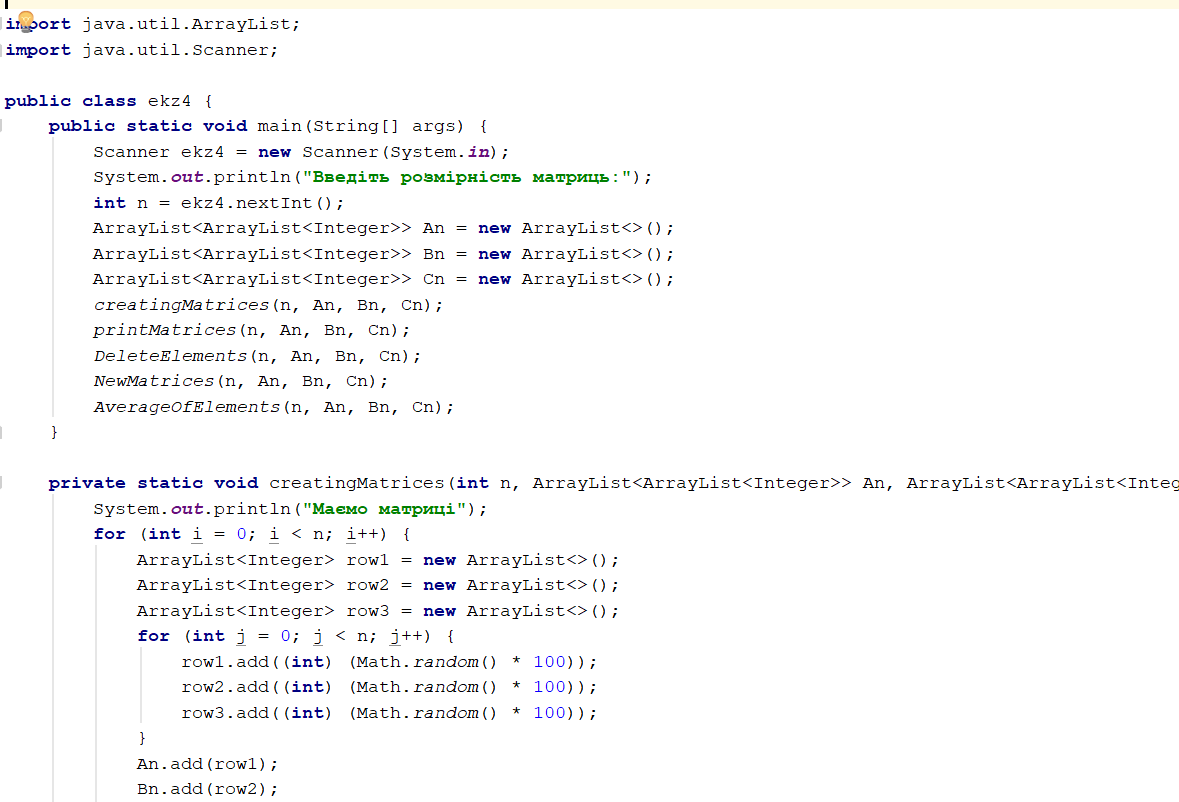 import java.util.ArrayList;
import java.util.Scanner;
public class ekz4 {
public static void main(String[] args) {
Scanner ekz4 = new Scanner(System.in);
System.out.println("Введіть розмірність матриць:");
int n = ekz4.nextInt();
ArrayList<ArrayList<Integer>> An = new ArrayList<>();
ArrayList<ArrayList<Integer>> Bn = new ArrayList<>();
ArrayList<ArrayList<Integer>> Cn = new ArrayList<>();
creatingMatrices(n, An, Bn, Cn);
printMatrices(n, An, Bn, Cn);
DeleteElements(n, An, Bn, Cn);
NewMatrices(n, An, Bn, Cn);
AverageOfElements(n, An, Bn, Cn);
}
private static void creatingMatrices(int n, ArrayList<ArrayList<Integer>> An, ArrayList<ArrayList<Integ
System.out.println("Маємо матриці");
for (int i = 0; i < n; i++) {
ArrayList<Integer> row1 = new ArrayList<>();
ArrayList<Integer> row2 = new ArrayList<>();
ArrayList<Integer> row3 = new ArrayList<>();
for (int j = 0; j < n; j++) {
row1.add((int) (Math.random() * 100));
row2.add((int) (Math.random() * 100));
row3.add((int) (Math.random() * 100));
}
An.add(row1);
Bn.add(row2);